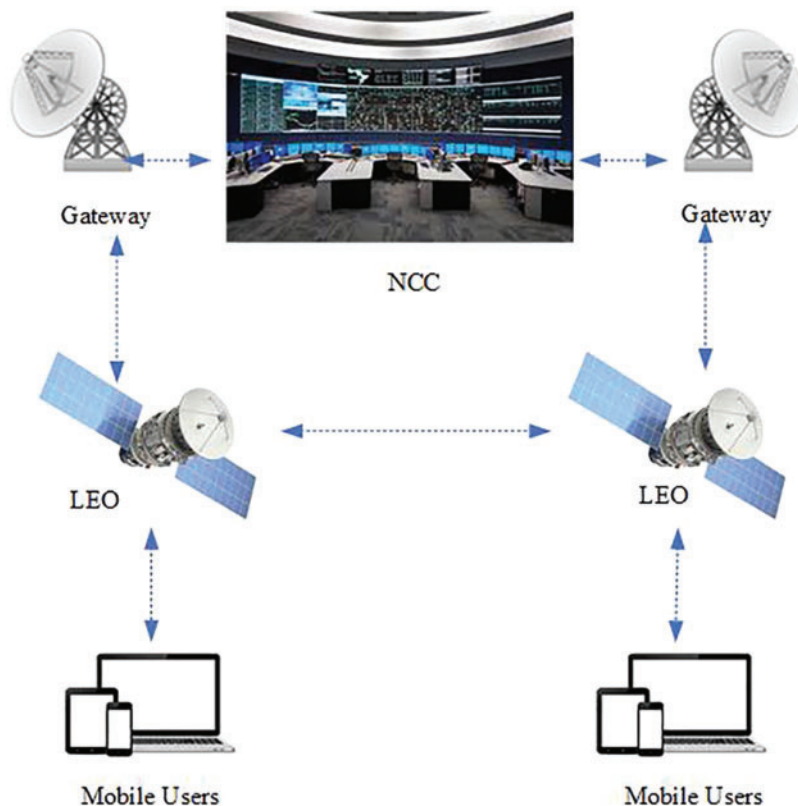 Gateway
Gateway
NCC
LEO
LEO
Mobile Users
Mobile Users